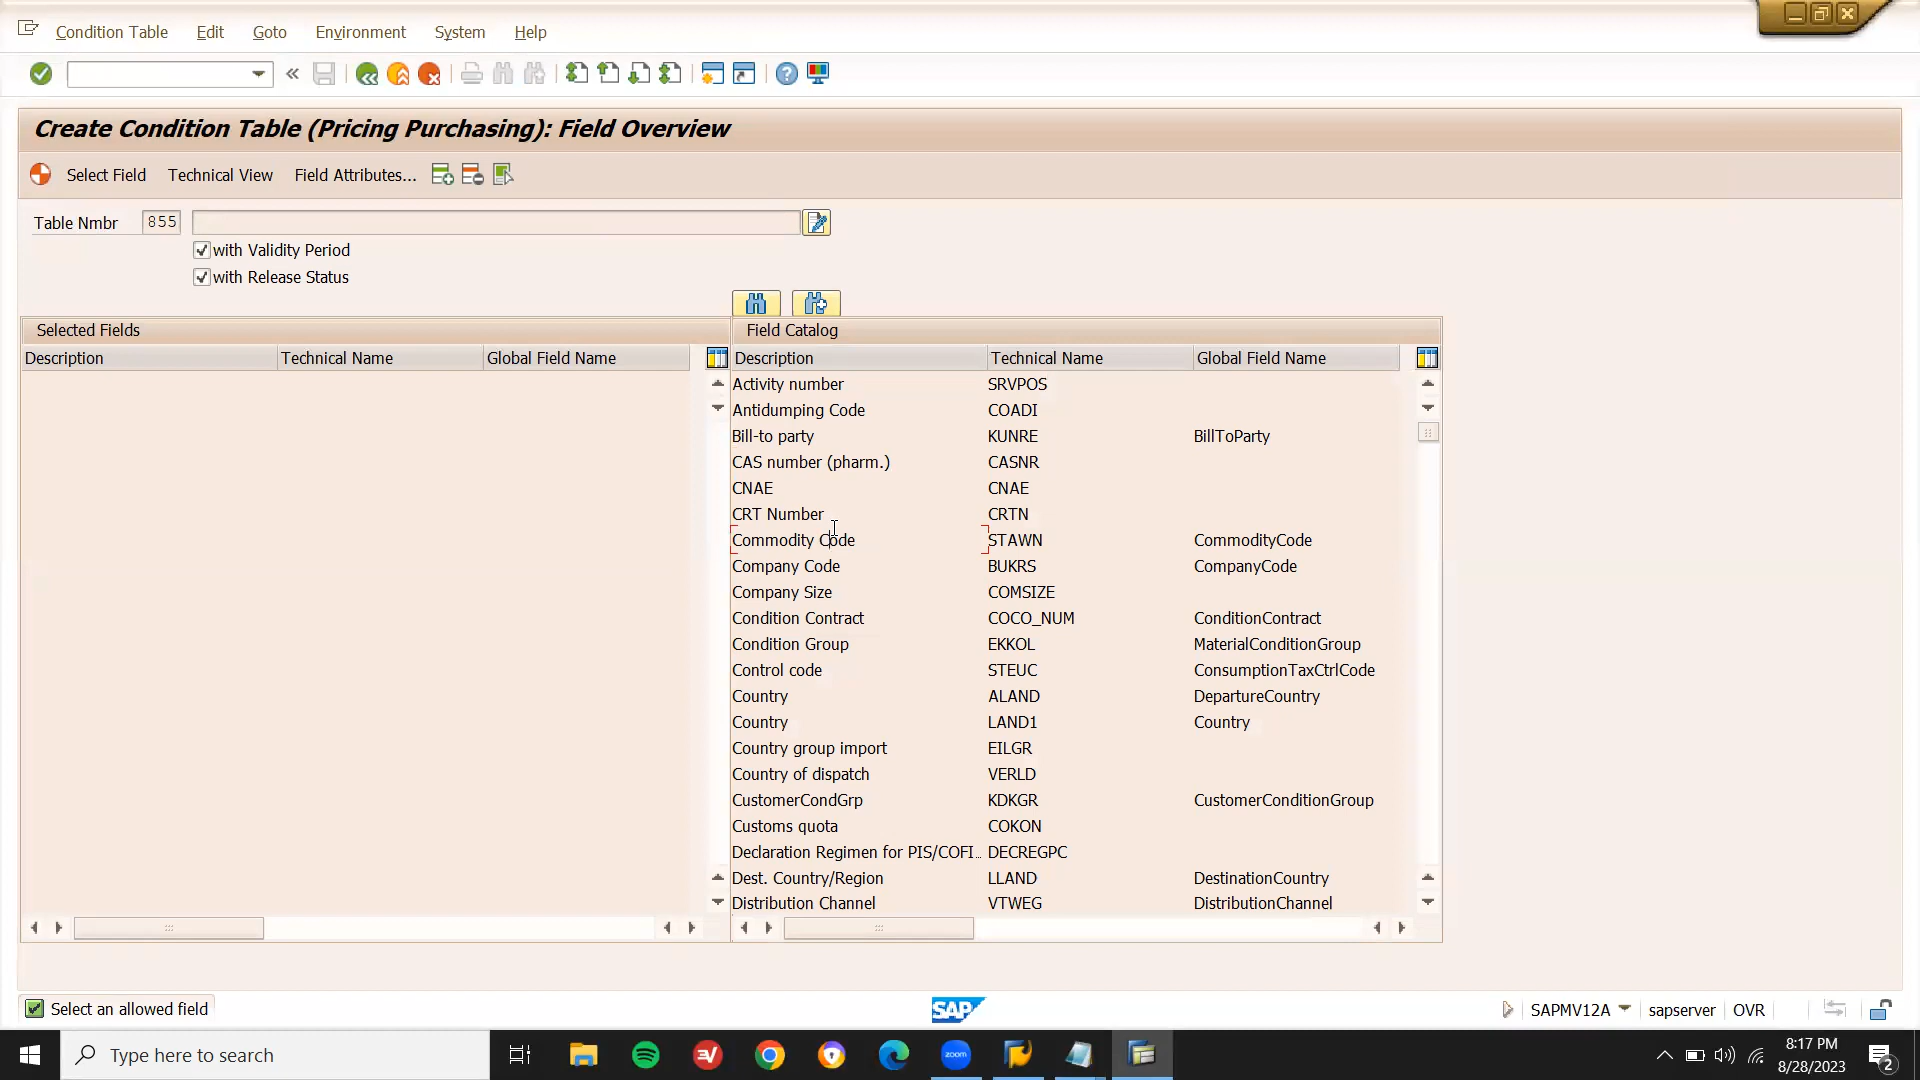 Condition Table Edit Goto Environment System Help
Create Condition Table (Pricing Purchasing): Field Overview
Select Field Technical View Field Attributes...
Table Nmbr 855
with Validity Period
with Release Status
Selected Fields Field Catalog
Description Technical Name Global Field Name Description Technical Name Global Field Name
Activity number SRVPOS
Antidumping Code COADI
Bill-to party KUNRE BillToParty
CAS number (pharm.) CASNR
CNAE CNAE
CRT Number CRTN
Commodity Code STAWN CommodityCode
Company Code BUKRS CompanyCode
Company Size COMSIZE
Condition Contract COCO_NUM ConditionContract
Condition Group EKKOL MaterialConditionGroup
Control code STEUC ConsumptionTaxCtrlCode
Country ALAND DepartureCountry
Country LAND1 Country
Country group import EILGR
Country of dispatch VERLD
CustomerCondGrp KDKGR CustomerConditionGroup
Customs quota COKON
Declaration Regimen for PIS/COFI... DECREGPC
Dest. Country/Region LLAND DestinationCountry
Distribution Channel VTWEG DistributionChannel
Select an allowed field SAP SAPMV12A sapserver OVR
Type here to search zoom 8:17 PM
8/28/2023 2